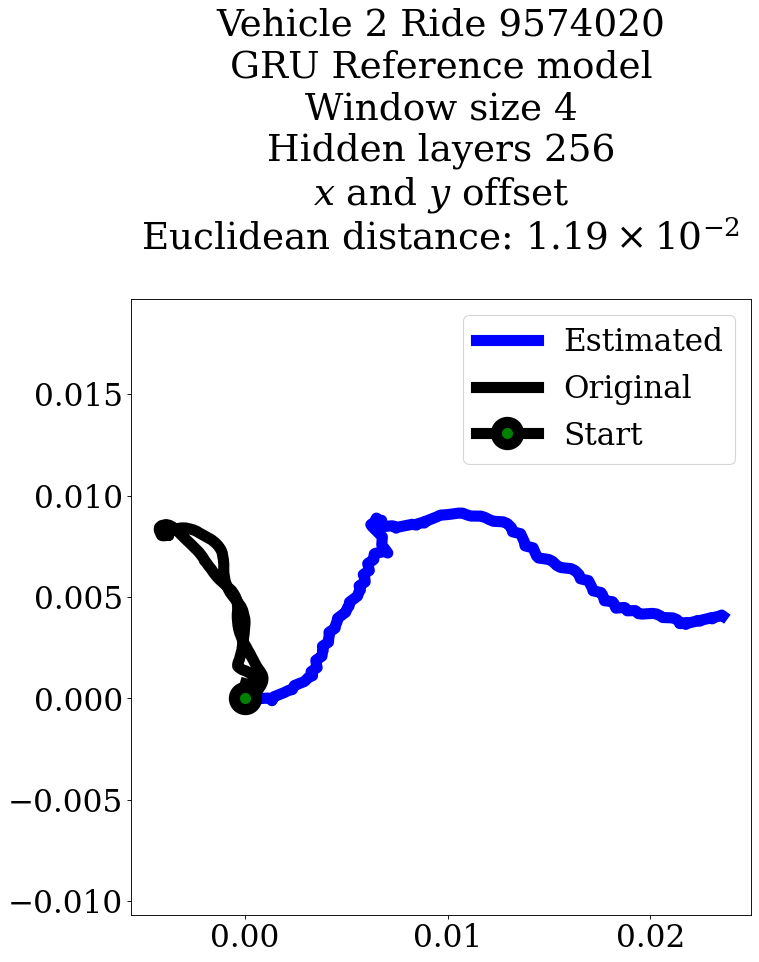 Vehicle 2 Ride 9574020
GRU Reference model
Window size 4
Hidden layers 256
x and y offset
Euclidean distance: 1.19 × 10⁻²
Estimated
Original
Start
0.015
0.010
0.005
0.000
−0.005
−0.010
0.00 0.01 0.02